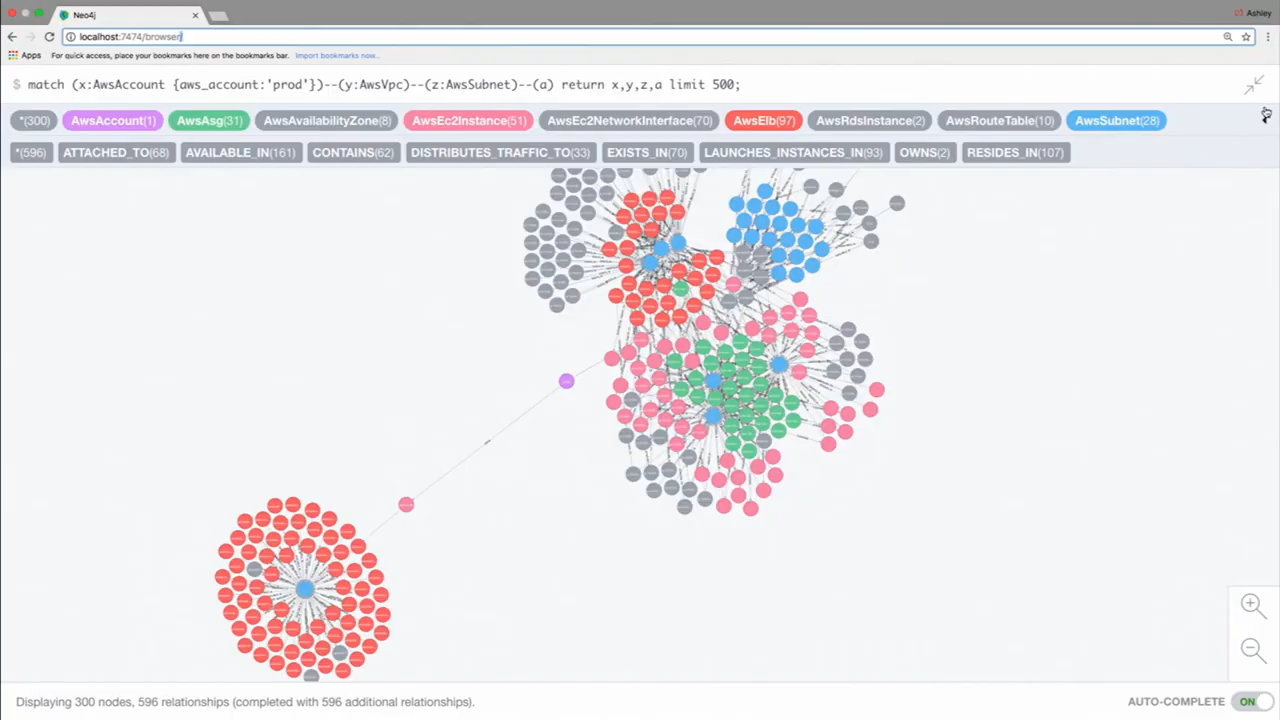 Neo4j
Ashley
localhost:7474/browser/
Apps For quick access, place your bookmarks here on the bookmarks bar. Import bookmarks now...
$ match (x:AwsAccount {aws_account:'prod'})--(y:AwsVpc)--(z:AwsSubnet)--(a) return x,y,z,a limit 500;
*(300) AwsAccount(1) AwsAsg(31) AwsAvailabilityZone(8) AwsEc2Instance(51) AwsEc2NetworkInterface(70) AwsElb(97) AwsRdsInstance(2) AwsRouteTable(10) AwsSubnet(28)
*(596) ATTACHED_TO(68) AVAILABLE_IN(161) CONTAINS(62) DISTRIBUTES_TRAFFIC_TO(33) EXISTS_IN(70) LAUNCHES_INSTANCES_IN(93) OWNS(2) RESIDES_IN(107)
Displaying 300 nodes, 596 relationships (completed with 596 additional relationships).
AUTO-COMPLETE ON